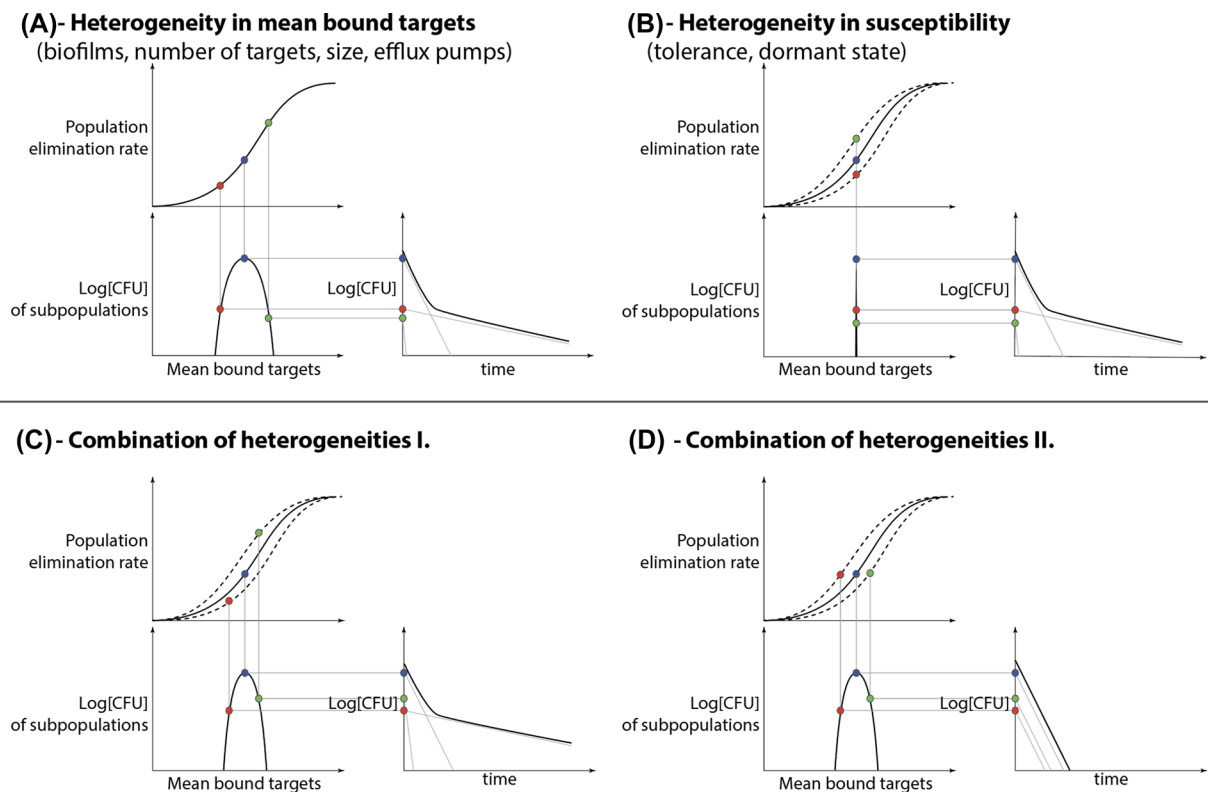 (A)- Heterogeneity in mean bound targets
(biofilms, number of targets, size, efflux pumps)
Population
elimination rate
Log[CFU]
of subpopulations
Log[CFU]
Mean bound targets
time
(B)- Heterogeneity in susceptibility
(tolerance, dormant state)
Population
elimination rate
Log[CFU]
of subpopulations
Log[CFU]
Mean bound targets
time
(C)- Combination of heterogeneities I.
Population
elimination rate
Log[CFU]
of subpopulations
Log[CFU]
Mean bound targets
time
(D) - Combination of heterogeneities II.
Population
elimination rate
Log[CFU]
of subpopulations
Log[CFU]
Mean bound targets
time